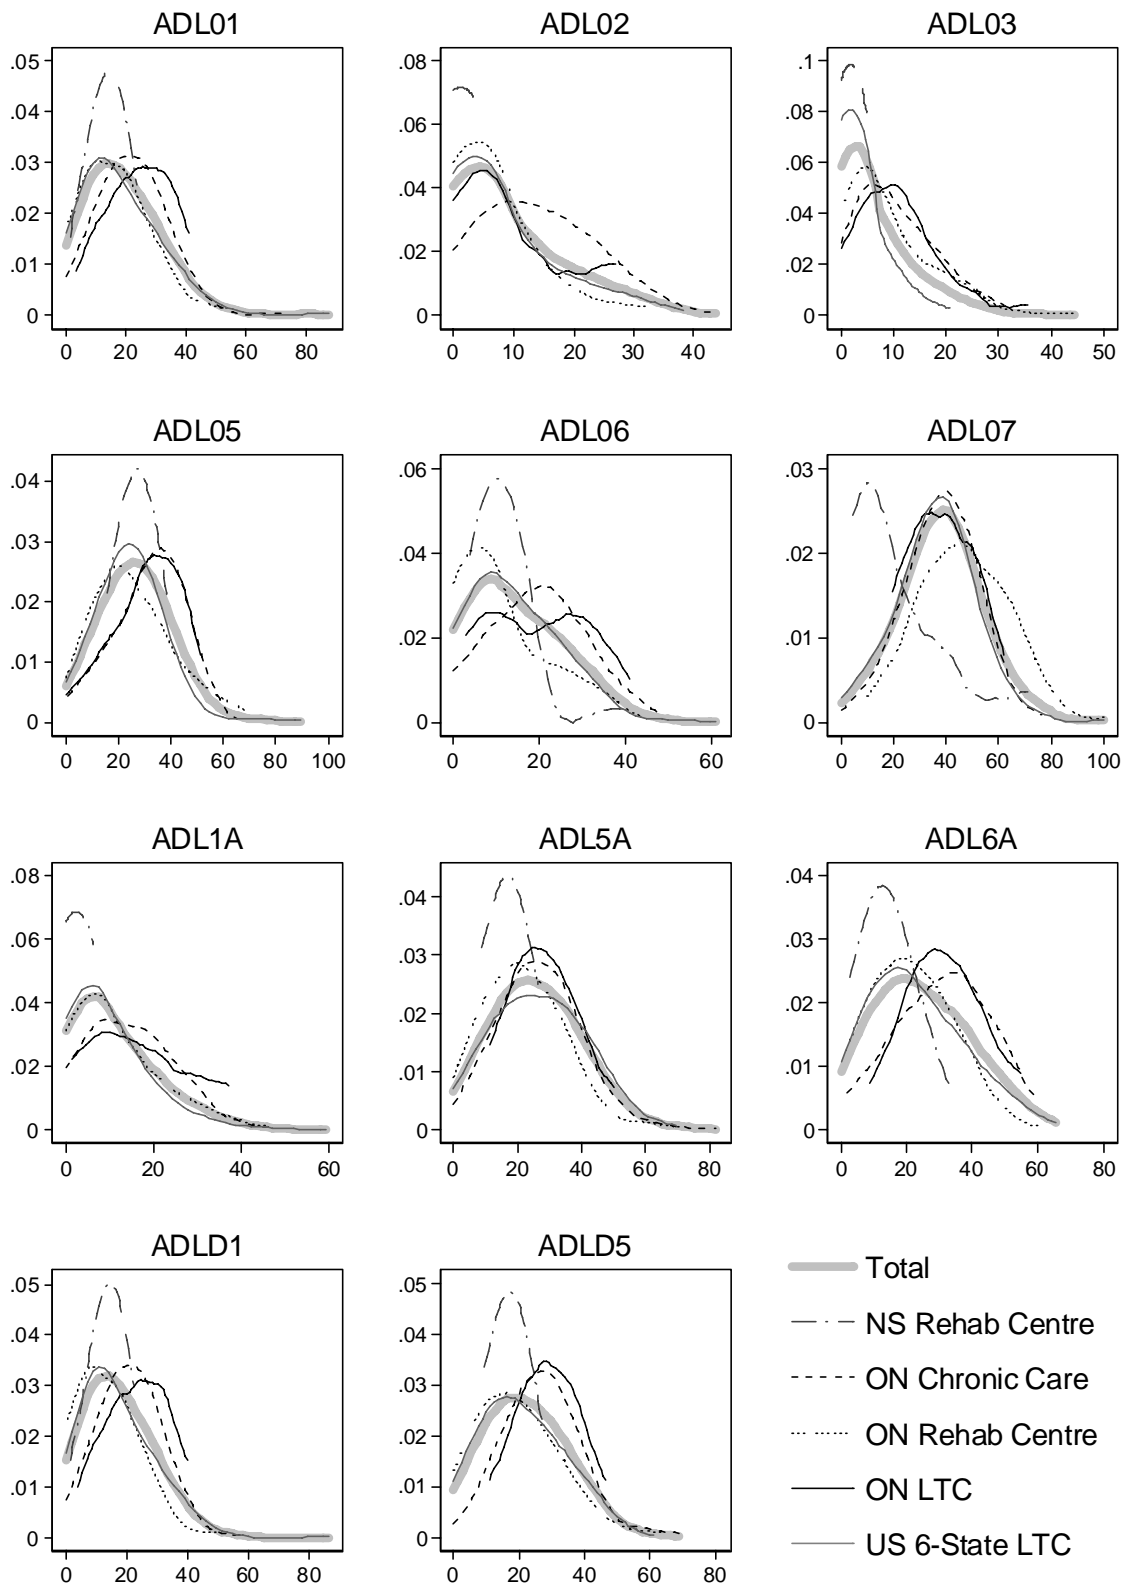 ADL01 ADL02 ADL03
.05 .08 .1
.04 .06 .08
.03 .04 .06
.02 .02 .04
.01 0 .02
0 0
0 20 40 60 80 0 10 20 30 40 0 10 20 30 40 50
ADL05 ADL06 ADL07
.04 .06 .03
.03 .04 .02
.02 .02 .01
.01 0 0
0
0 20 40 60 80 100 0 20 40 60 0 20 40 60 80 100
ADL1A ADL5A ADL6A
.08 .04 .04
.06 .03 .03
.04 .02 .02
.02 .01 .01
0 0 0
0 20 40 60 0 20 40 60 80 0 20 40 60 80
ADLD1 ADLD5
.05 .05
.04 .04
.03 .03
.02 .02
.01 .01
0 0
0 20 40 60 80 0 20 40 60 80
Total
NS Rehab Centre
ON Chronic Care
ON Rehab Centre
ON LTC
US 6-State LTC